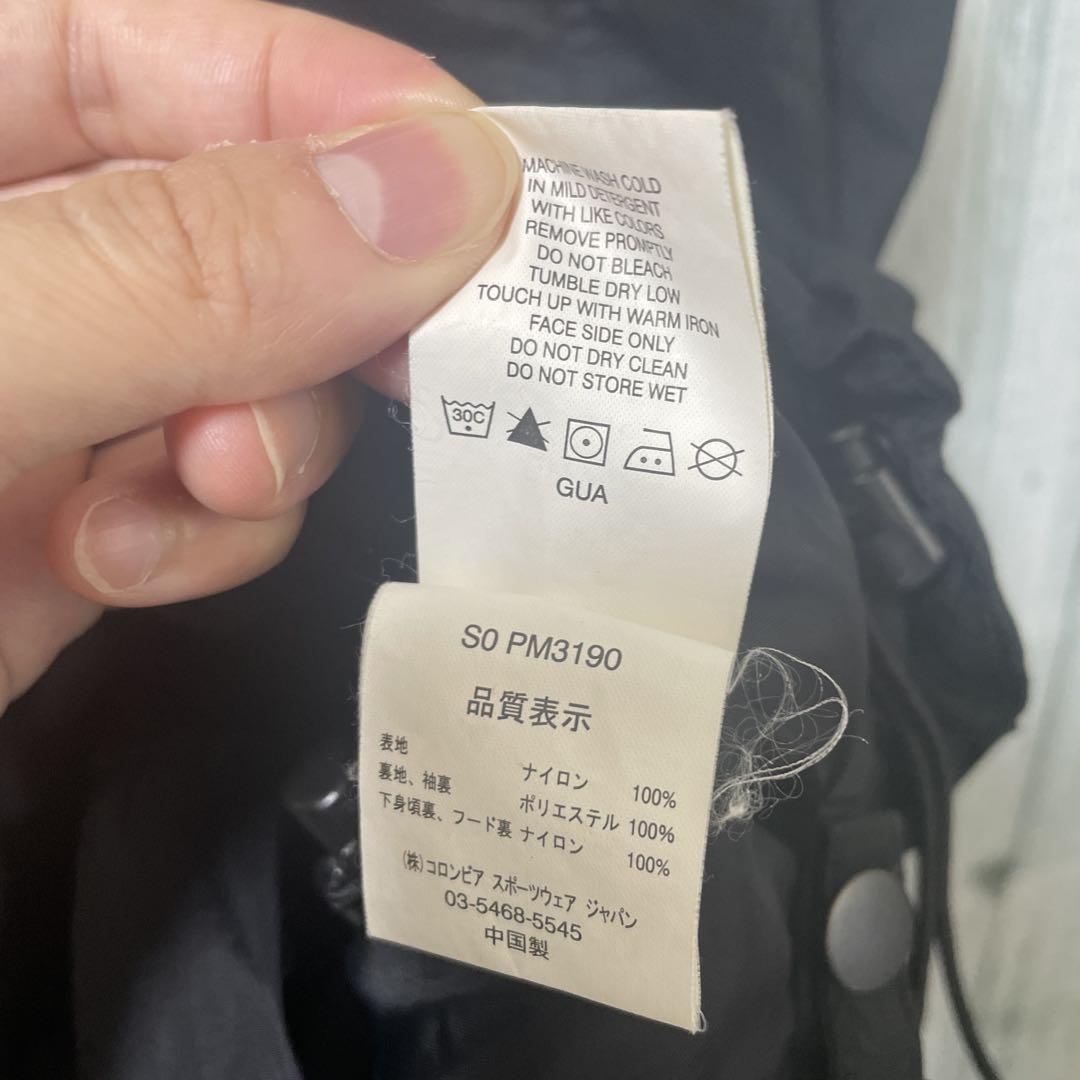 MACHINE WASH COLD
IN MILD DETERGENT
WITH LIKE COLORS
REMOVE PROMPTLY
DO NOT BLEACH
TUMBLE DRY LOW
TOUCH UP WITH WARM IRON
FACE SIDE ONLY
DO NOT DRY CLEAN
DO NOT STORE WET
30C
GUA
S0 PM3190
品質表示
表地 ナイロン 100%
裏地、袖裏 ポリエステル 100%
下身頃裏、フード裏 ナイロン 100%
(株)コロンビア スポーツウェア ジャパン
03-5468-5545
中国製